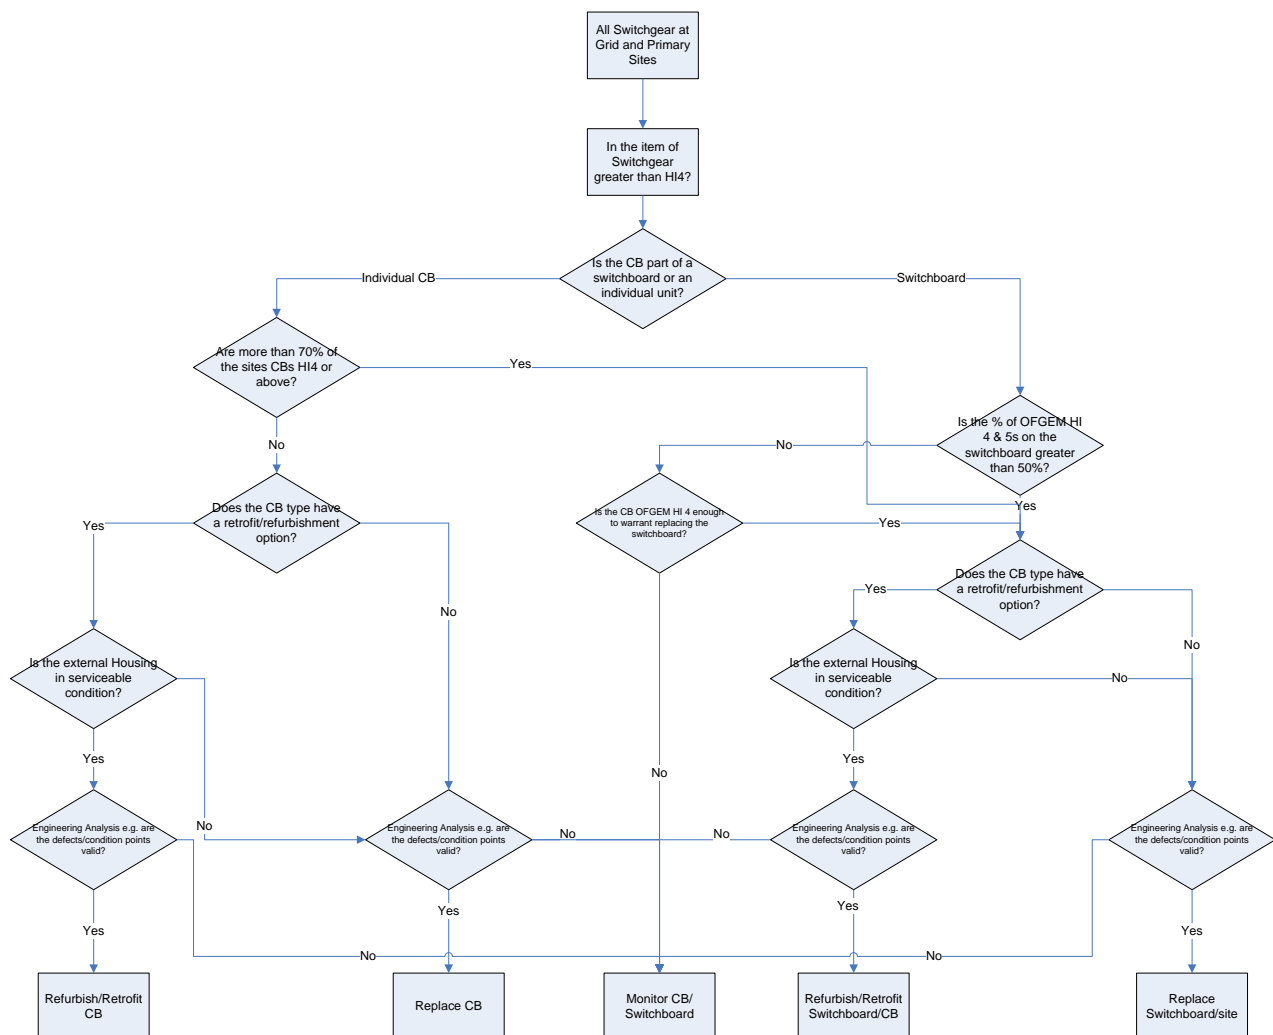 All Switchgear at
Grid and Primary
Sites
In the item of
Switchgear
greater than HI4?
Is the CB part of a
switchboard or an
individual unit?
Individual CB
Switchboard
Are more than 70% of
the sites CBs HI4 or
above?
Yes
Is the % of OFGEM HI
4 & 5s on the
switchboard greater
than 50%?
No
No
Does the CB type have
a retrofit/refurbishment
option?
Yes
Is the CB OFGEM HI 4 enough
to warrant replacing the
switchboard?
Yes
Yes
Does the CB type have
a retrofit/refurbishment
option?
Yes
No
No
Is the external Housing
in serviceable
condition?
Is the external Housing
in serviceable
condition?
No
Yes
Yes
No
Engineering Analysis e.g. are
the defects/condition points
valid?
No
Engineering Analysis e.g. are
the defects/condition points
valid?
No
No
Engineering Analysis e.g. are
the defects/condition points
valid?
Engineering Analysis e.g. are
the defects/condition points
valid?
Yes
Yes
Yes
Yes
No
No
Refurbish/Retrofit
CB
Replace CB
Monitor CB/
Switchboard
Refurbish/Retrofit
Switchboard/CB
Replace
Switchboard/site